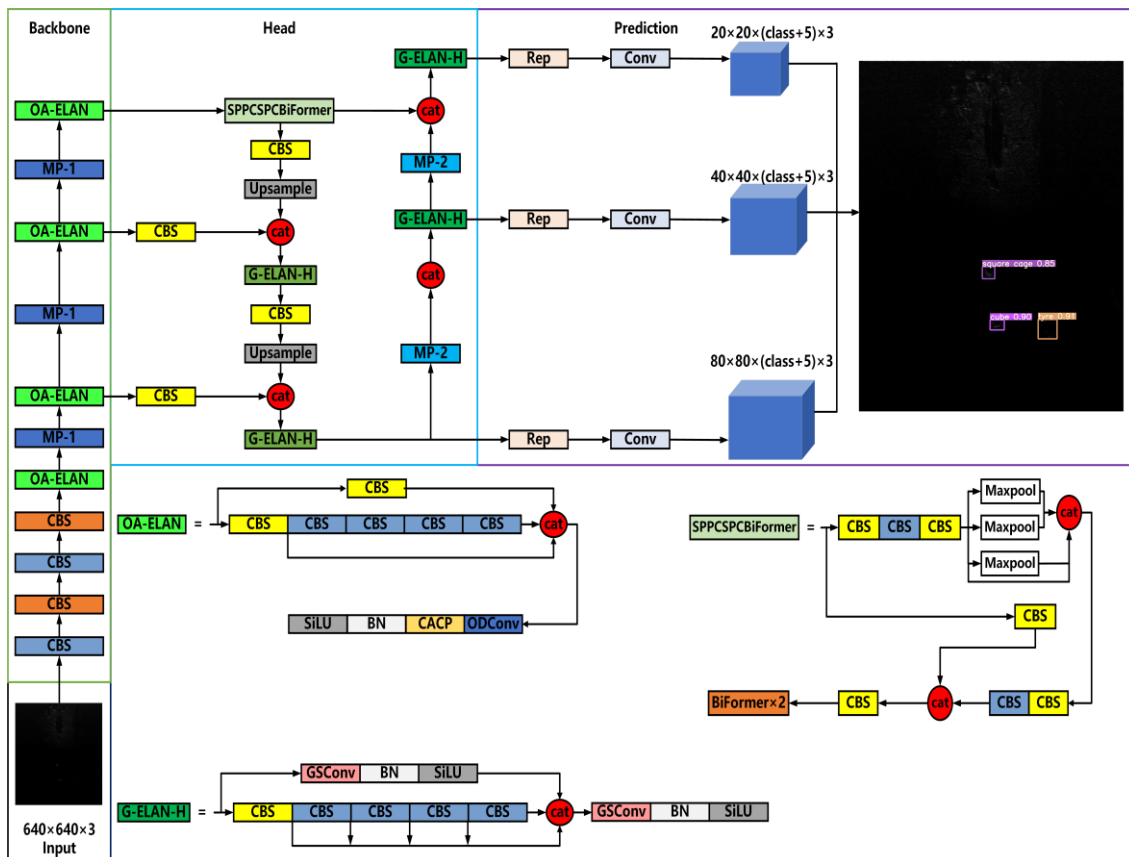 Backbone
Head
Prediction
20×20×(class+5)×3
G-ELAN-H
Rep
Conv
OA-ELAN
SPPCSPCBiFormer
cat
CBS
MP-1
MP-2
Upsample
40×40×(class+5)×3
G-ELAN-H
Rep
Conv
OA-ELAN
CBS
cat
G-ELAN-H
cat
square cage 0.85
MP-1
CBS
cube 0.90
tyre 0.91
Upsample
MP-2
80×80×(class+5)×3
OA-ELAN
CBS
cat
MP-1
G-ELAN-H
Rep
Conv
OA-ELAN
CBS
CBS
CBS
CBS
OA-ELAN = CBS CBS CBS CBS CBS cat
CBS
SiLU BN CACP ODConv
SPPCSPCBiFormer = CBS CBS CBS
Maxpool
Maxpool
Maxpool
cat
CBS
BiFormer×2 CBS cat CBS CBS
GSConv BN SiLU
G-ELAN-H = CBS CBS CBS CBS CBS cat GSConv BN SiLU
640×640×3
Input